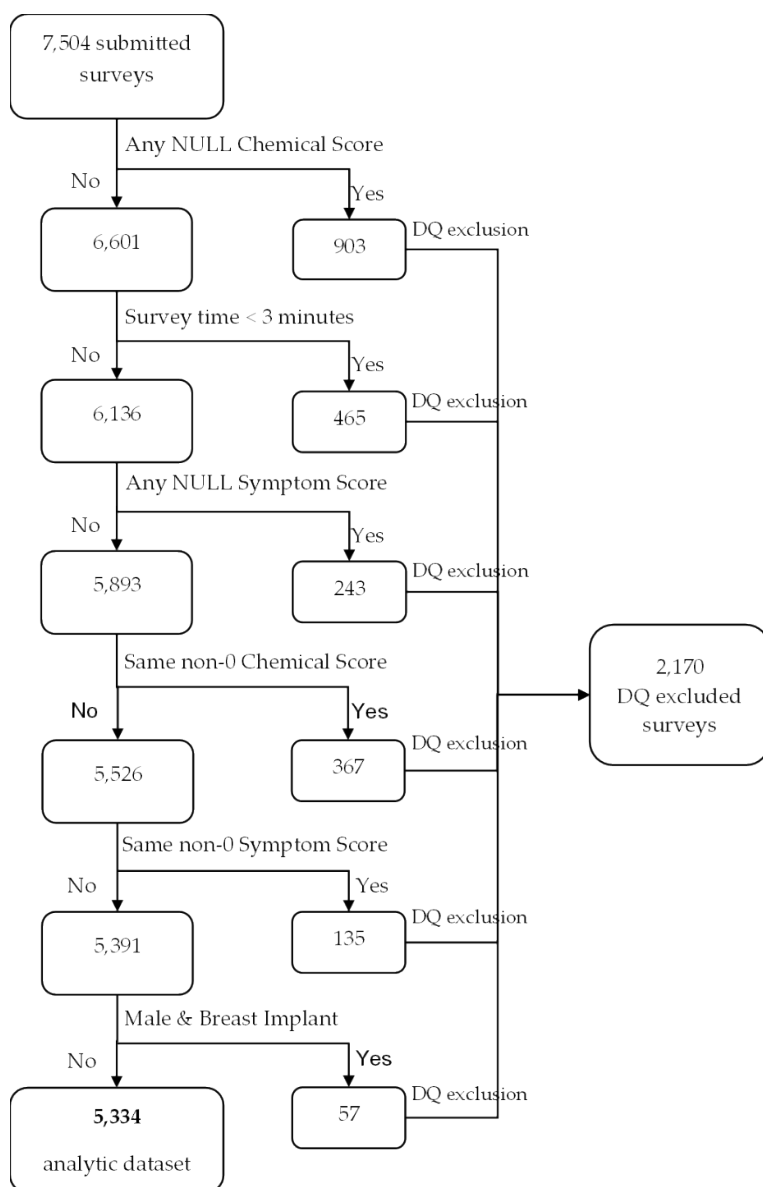 7,504 submitted
surveys
Any NULL Chemical Score
No
Yes
DQ exclusion
6,601
903
Survey time < 3 minutes
No
Yes
DQ exclusion
6,136
465
Any NULL Symptom Score
No
Yes
DQ exclusion
5,893
243
2,170
DQ excluded
surveys
Same non-0 Chemical Score
No
Yes
DQ exclusion
5,526
367
Same non-0 Symptom Score
No
Yes
DQ exclusion
5,391
135
Male & Breast Implant
No
Yes
DQ exclusion
5,334
analytic dataset
57